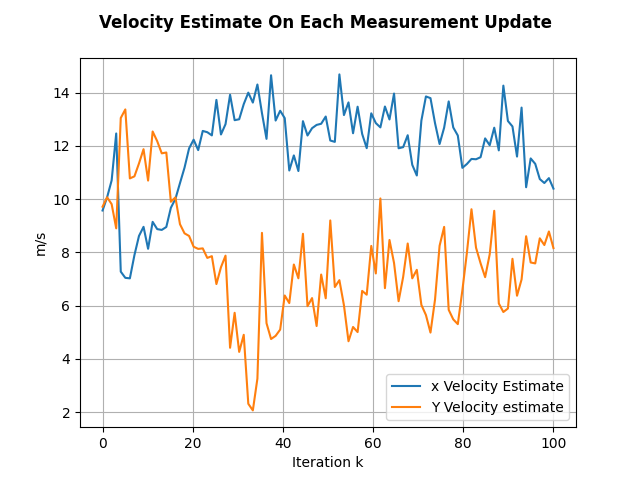 Velocity Estimate On Each Measurement Update
m/s
14
12
10
8
6
4
2
0 20 40 60 80 100
Iteration k
x Velocity Estimate
Y Velocity estimate